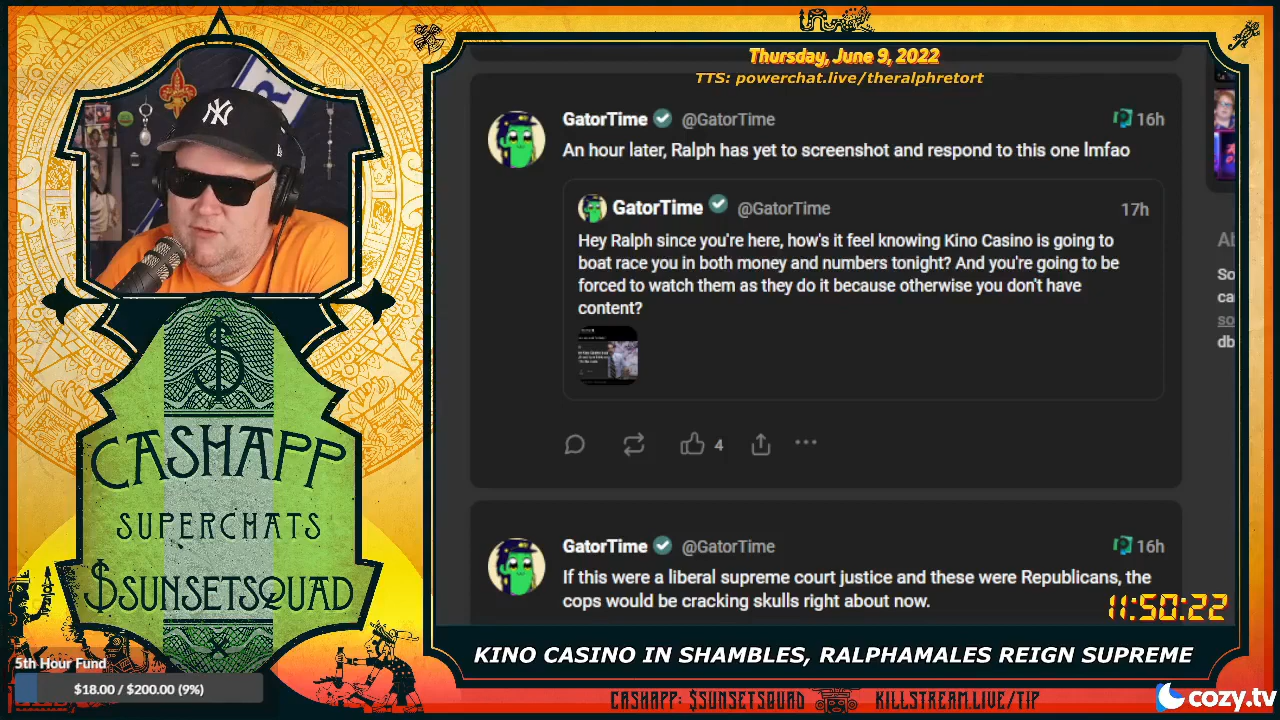 Thursday, June 9, 2022
TTS: powerchat.live/theralphretort
GatorTime @GatorTime 16h
An hour later, Ralph has yet to screenshot and respond to this one lmfao
GatorTime @GatorTime 17h
Hey Ralph since you're here, how's it feel knowing Kino Casino is going to
boat race you in both money and numbers tonight? And you're going to be
forced to watch them as they do it because otherwise you don't have
content?
4
GatorTime @GatorTime 16h
If this were a liberal supreme court justice and these were Republicans, the
cops would be cracking skulls right about now.
11:50:22
KINO CASINO IN SHAMBLES, RALPHAMALES REIGN SUPREME
$
CASHAPP
SUPERCHATS
$SUNSETSQUAD
5th Hour Fund
$18.00 / $200.00 (9%)
CASHAPP: $SUNSETSQUAD KILLSTREAM.LIVE/TIP
cozy.tv